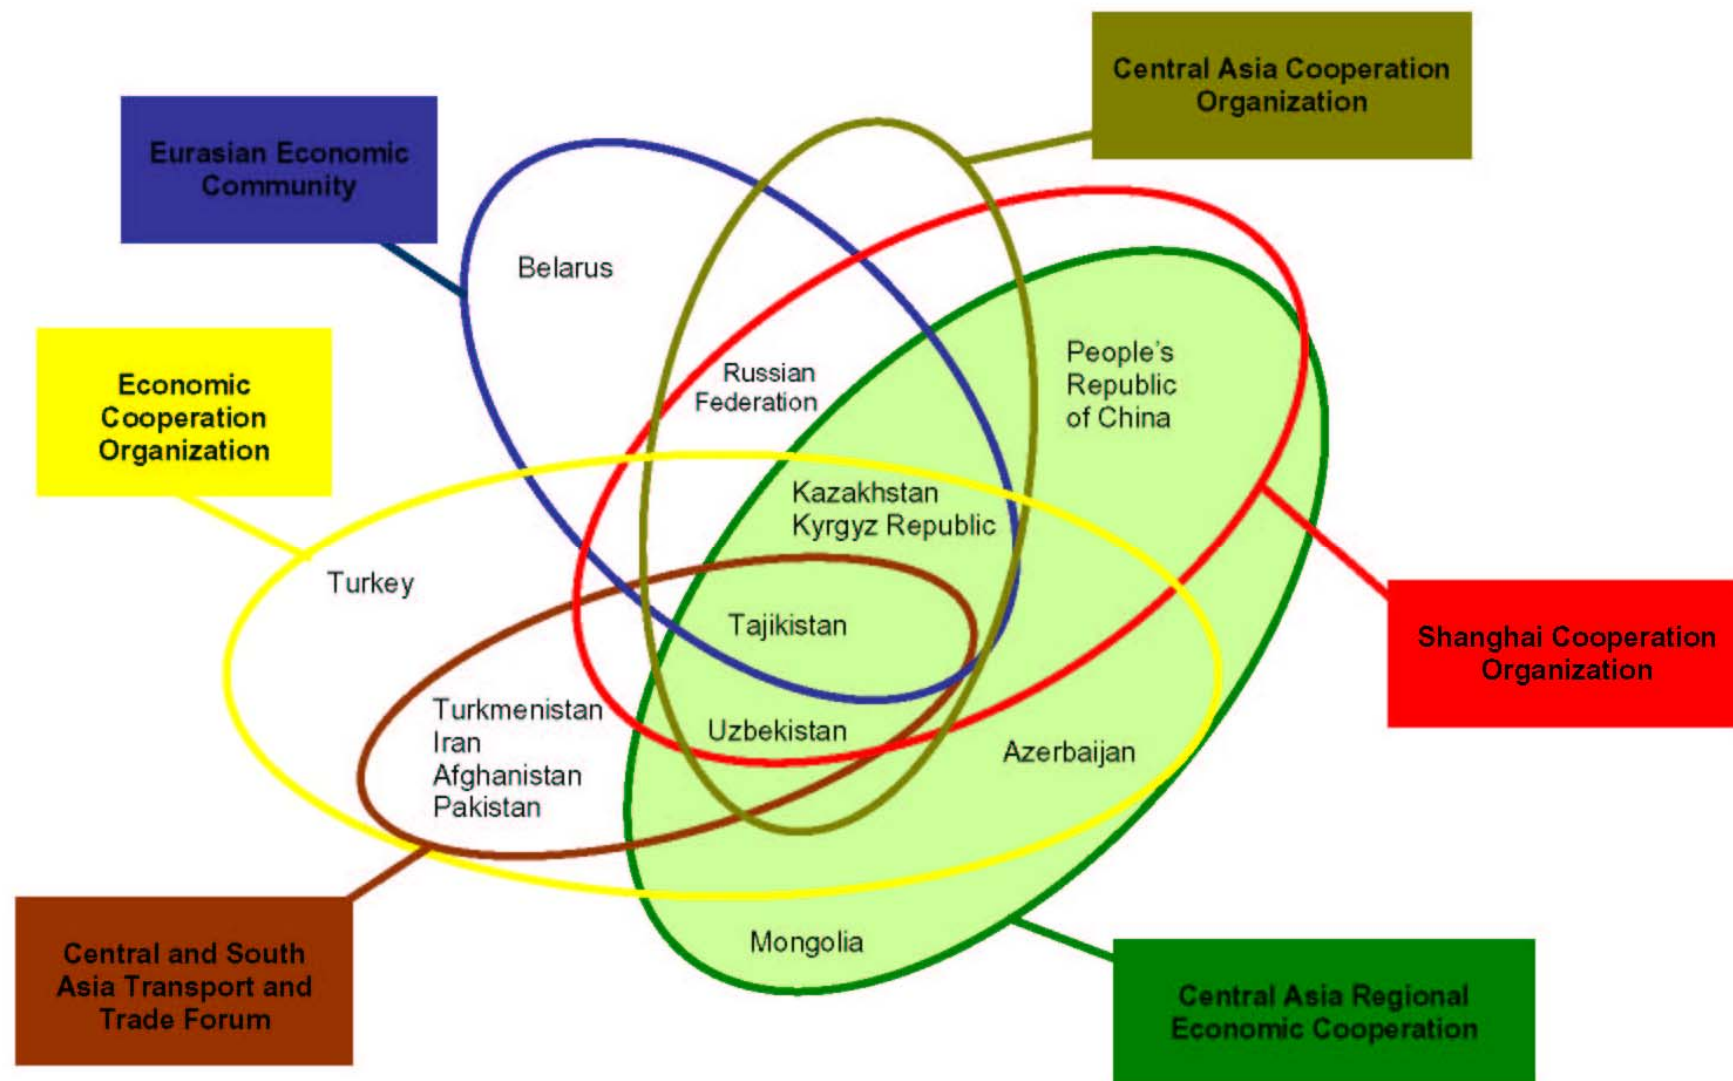 Central Asia Cooperation
Organization
Eurasian Economic
Community
Belarus
Economic
Cooperation
Organization
Russian
Federation
People's
Republic
of China
Kazakhstan
Kyrgyz Republic
Turkey
Tajikistan
Shanghai Cooperation
Organization
Turkmenistan
Iran
Afghanistan
Pakistan
Uzbekistan
Azerbaijan
Mongolia
Central and South
Asia Transport and
Trade Forum
Central Asia Regional
Economic Cooperation